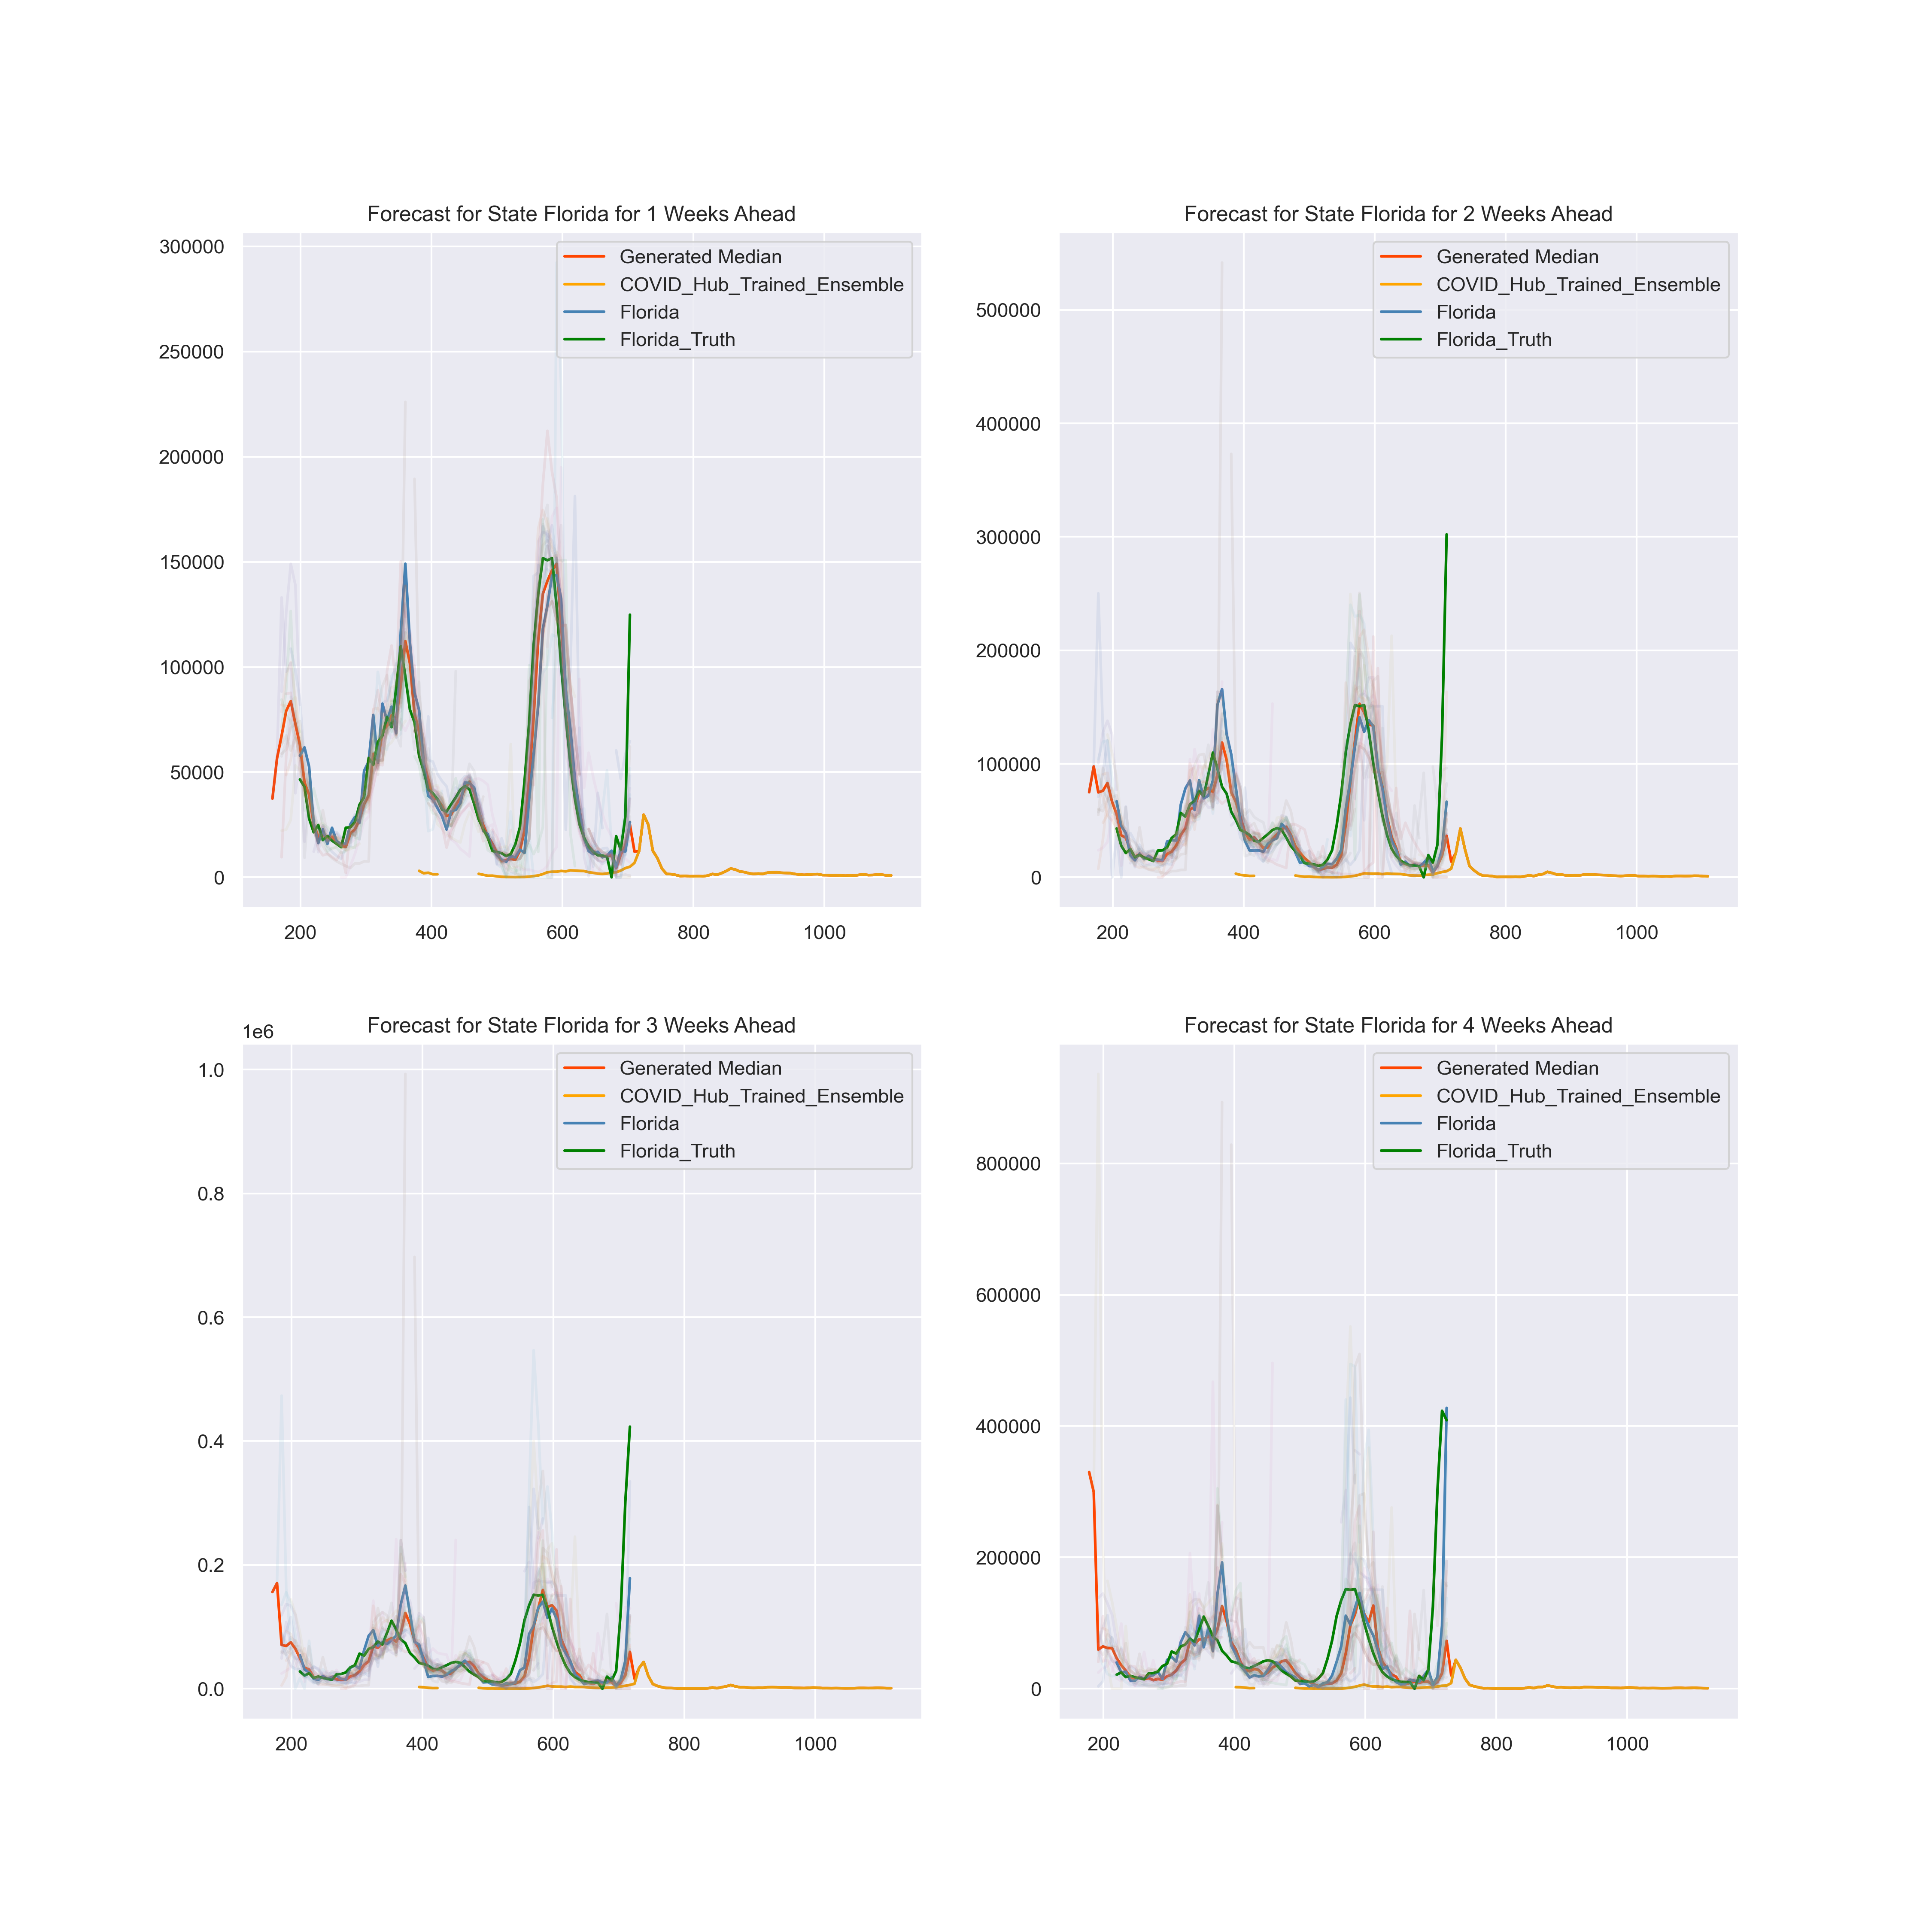 Forecast for State Florida for 1 Weeks Ahead
300000
250000
200000
150000
100000
50000
0
200 400 600 800 1000
Generated Median
COVID_Hub_Trained_Ensemble
Florida
Florida_Truth
Forecast for State Florida for 2 Weeks Ahead
500000
400000
300000
200000
100000
0
200 400 600 800 1000
Generated Median
COVID_Hub_Trained_Ensemble
Florida
Florida_Truth
Forecast for State Florida for 3 Weeks Ahead
1e6
1.0
0.8
0.6
0.4
0.2
0.0
200 400 600 800 1000
Generated Median
COVID_Hub_Trained_Ensemble
Florida
Florida_Truth
Forecast for State Florida for 4 Weeks Ahead
800000
600000
400000
200000
0
200 400 600 800 1000
Generated Median
COVID_Hub_Trained_Ensemble
Florida
Florida_Truth